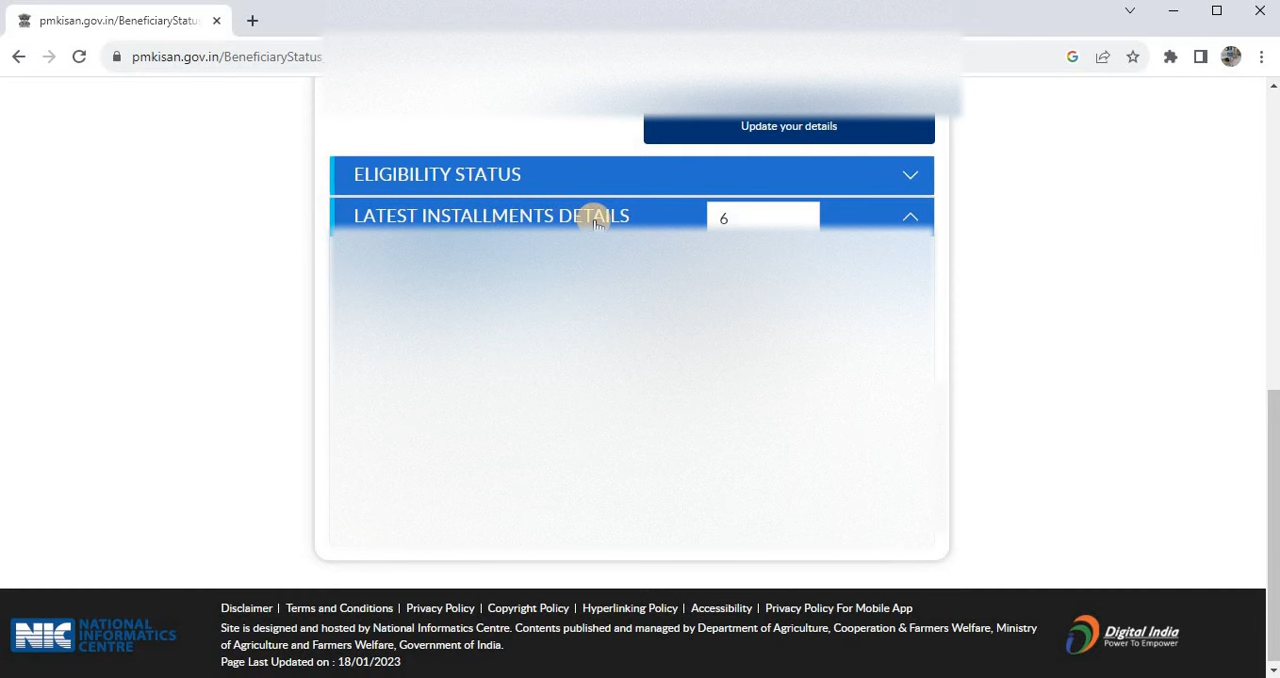 pmkisan.gov.in/BeneficiaryStatu
pmkisan.gov.in/BeneficiaryStatus
Update your details
ELIGIBILITY STATUS
LATEST INSTALLMENTS DETAILS 6
Disclaimer | Terms and Conditions | Privacy Policy | Copyright Policy | Hyperlinking Policy | Accessibility | Privacy Policy For Mobile App
Site is designed and hosted by National Informatics Centre. Contents published and managed by Department of Agriculture, Cooperation & Farmers Welfare, Ministry
of Agriculture and Farmers Welfare, Government of India.
Page Last Updated on : 18/01/2023
NIC NATIONAL
INFORMATICS
CENTRE
Digital India
Power To Empower